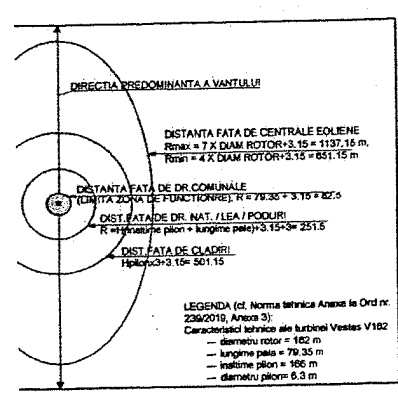 DIRECTIA PREDOMINANTA A VANTULUI
DISTANTA FATA DE CENTRALE EOLIENE
Rmax = 7 X DIAM ROTOR+3.15 = 1137.15 m,
Rmin = 4 X DIAM ROTOR+3.15 = 651.15 m
DISTANTA FATA DE DR.COMUNALE
(LIMITA ZONA DE FUNCTIONRE), R = 79.35 + 3.15 = 82.5
DIST.FATA DE DR. NAT. / LEA / PODURI
R =H(inaltime pilon + lungime pale)+3.15+3= 251.5
DIST. FATA DE CLADIRI
Hpilonx3+3.15= 501.15
LEGENDA (cf. Norma tehnica Anexa la Ord nr.
239/2019, Anexa 3):
Caracteristici tehnice ale turbinei Vestas V162
— diametru rotor = 162 m
— lungime pala = 79.35 m
— inaltime pilon = 166 m
— diametru pilon= 6.3 m